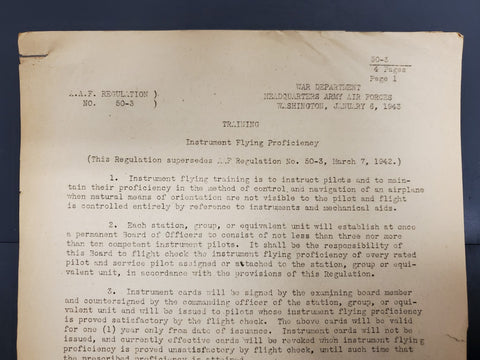 50-3
4 Pages
Page 1
A.A.F. REGULATION )
NO. 50-3 )
WAR DEPARTMENT
HEADQUARTERS ARMY AIR FORCES
WASHINGTON, JANUARY 8, 1943
TRAINING
Instrument Flying Proficiency
(This Regulation supersedes AAF Regulation No. 50-3, March 7, 1942.)
1. Instrument flying training is to instruct pilots and to main-
tain their proficiency in the method of control and navigation of an airplane
when natural means of orientation are not visible to the pilot and flight
is controlled entirely by reference to instruments and mechanical aids.
2. Each station, group, or equivalent unit will establish at once
a permanent Board of Officers to consist of not less than three nor more
than ten competent instrument pilots. It shall be the responsibility of
this Board to flight check the instrument flying proficiency of every rated
pilot and service pilot assigned or attached to the station, group or equi-
valent unit, in accordance with the provisions of this Regulation.
3. Instrument cards will be signed by the examining board member
and countersigned by the commanding officer of the station, group, or equi-
valent unit and will be issued to pilots whose instrument flying proficiency
is proved satisfactory by the flight check. The above cards will be valid
for one (1) year only from date of issuance. Instrument cards will not be
issued, and currently effective cards will be revoked when instrument flying
proficiency is proved unsatisfactory by flight check, until such time that
the prescribed proficiency is attained.